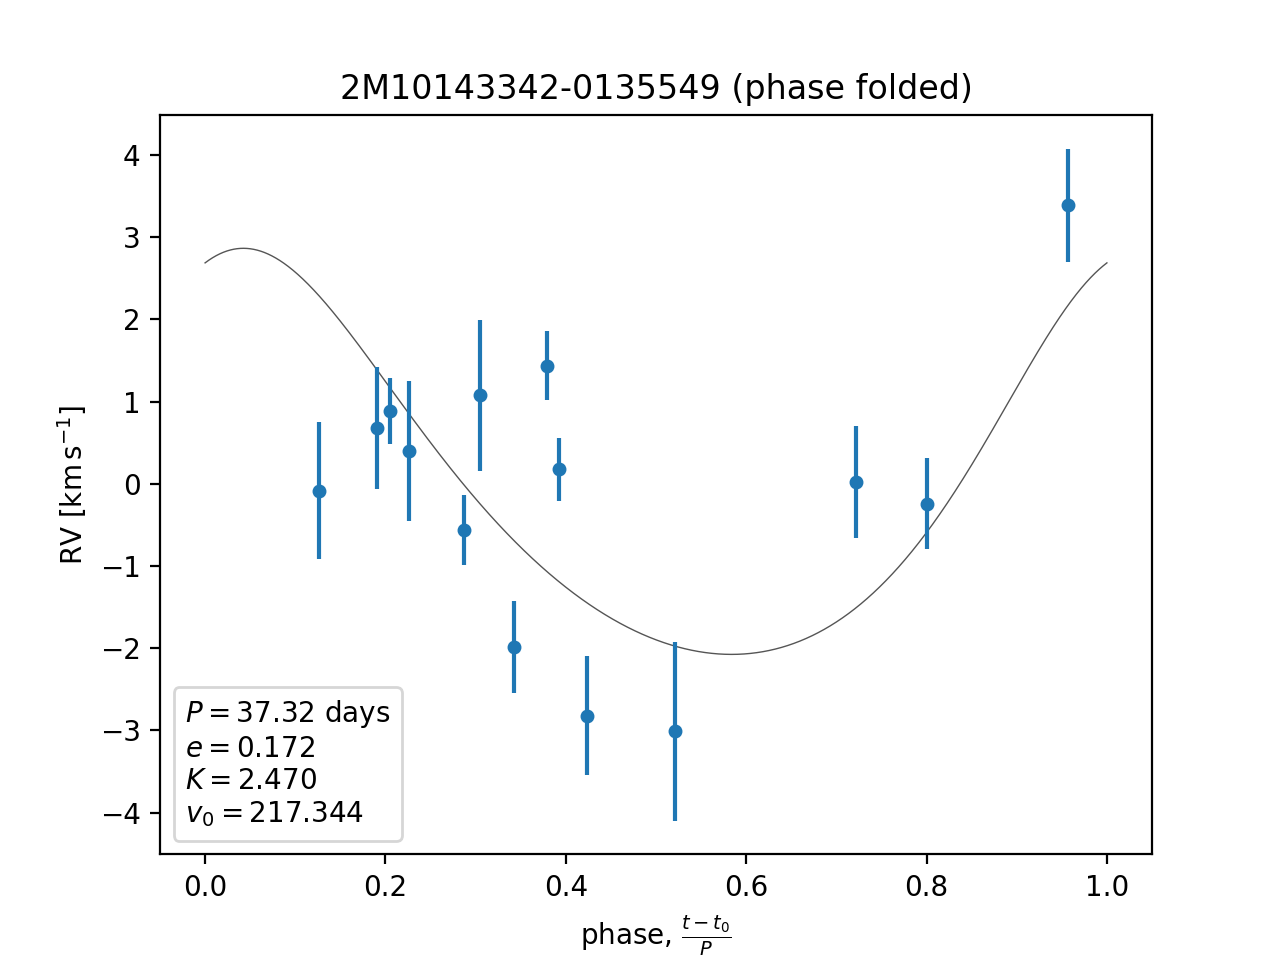 2M10143342-0135549 (phase folded)
4
3
2
1
0
−1
−2
−3
−4
RV [km s⁻¹]
P = 37.32 days
e = 0.172
K = 2.470
v₀ = 217.344
0.0 0.2 0.4 0.6 0.8 1.0
phase, (t − t₀)/P